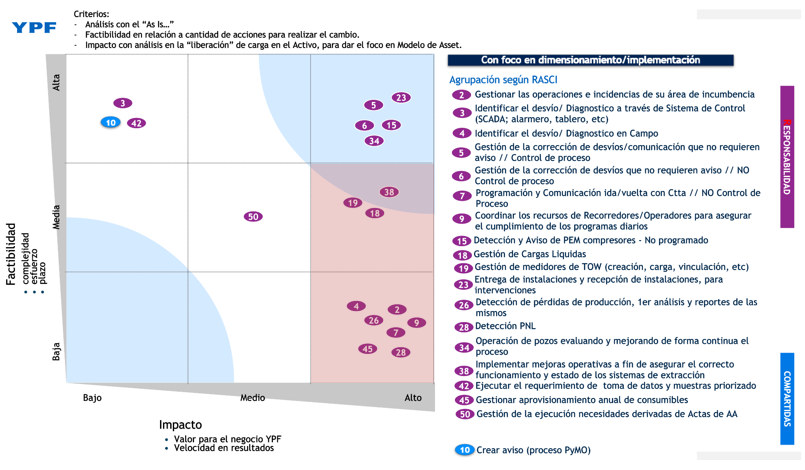 YPF
Criterios:
- Análisis con el “As Is…”
- Factibilidad en relación a cantidad de acciones para realizar el cambio.
- Impacto con análisis en la “liberación” de carga en el Activo, para dar el foco en Modelo de Asset.
Factibilidad
• complejidad
• esfuerzo
• plazo
Alta
Media
Baja
3
10 42
5 23
6 15
34
50
38
19
18
4 2
26 9
7
45 28
Bajo Medio Alto
Impacto
• Valor para el negocio YPF
• Velocidad en resultados
Con foco en dimensionamiento/implementación
Agrupación según RASCI
2 Gestionar las operaciones e incidencias de su área de incumbencia
3 Identificar el desvío/ Diagnostico a través de Sistema de Control
(SCADA; alarmero, tablero, etc)
4 Identificar el desvío/ Diagnostico en Campo
5 Gestión de la corrección de desvíos/comunicación que no requieren
aviso // Control de proceso
6 Gestión de la corrección de desvíos que no requieren aviso // NO
Control de proceso
7 Programación y Comunicación ida/vuelta con Ctta // NO Control de
Proceso
9 Coordinar los recursos de Recorredores/Operadores para asegurar
el cumplimiento de los programas diarios
15 Detección y Aviso de PEM compresores - No programado
18 Gestión de Cargas Liquidas
19 Gestión de medidores de TOW (creación, carga, vinculación, etc)
23 Entrega de instalaciones y recepción de instalaciones, para
intervenciones
26 Detección de pérdidas de producción, 1er análisis y reportes de las
mismos
28 Detección PNL
34 Operación de pozos evaluando y mejorando de forma continua el
proceso
38 Implementar mejoras operativas a fin de asegurar el correcto
funcionamiento y estado de los sistemas de extracción
42 Ejecutar el requerimiento de toma de datos y muestras priorizado
45 Gestionar aprovisionamiento anual de consumibles
50 Gestión de la ejecución necesidades derivadas de Actas de AA
10 Crear aviso (proceso PyMO)
RESPONSABILIDAD
COMPARTIDAS